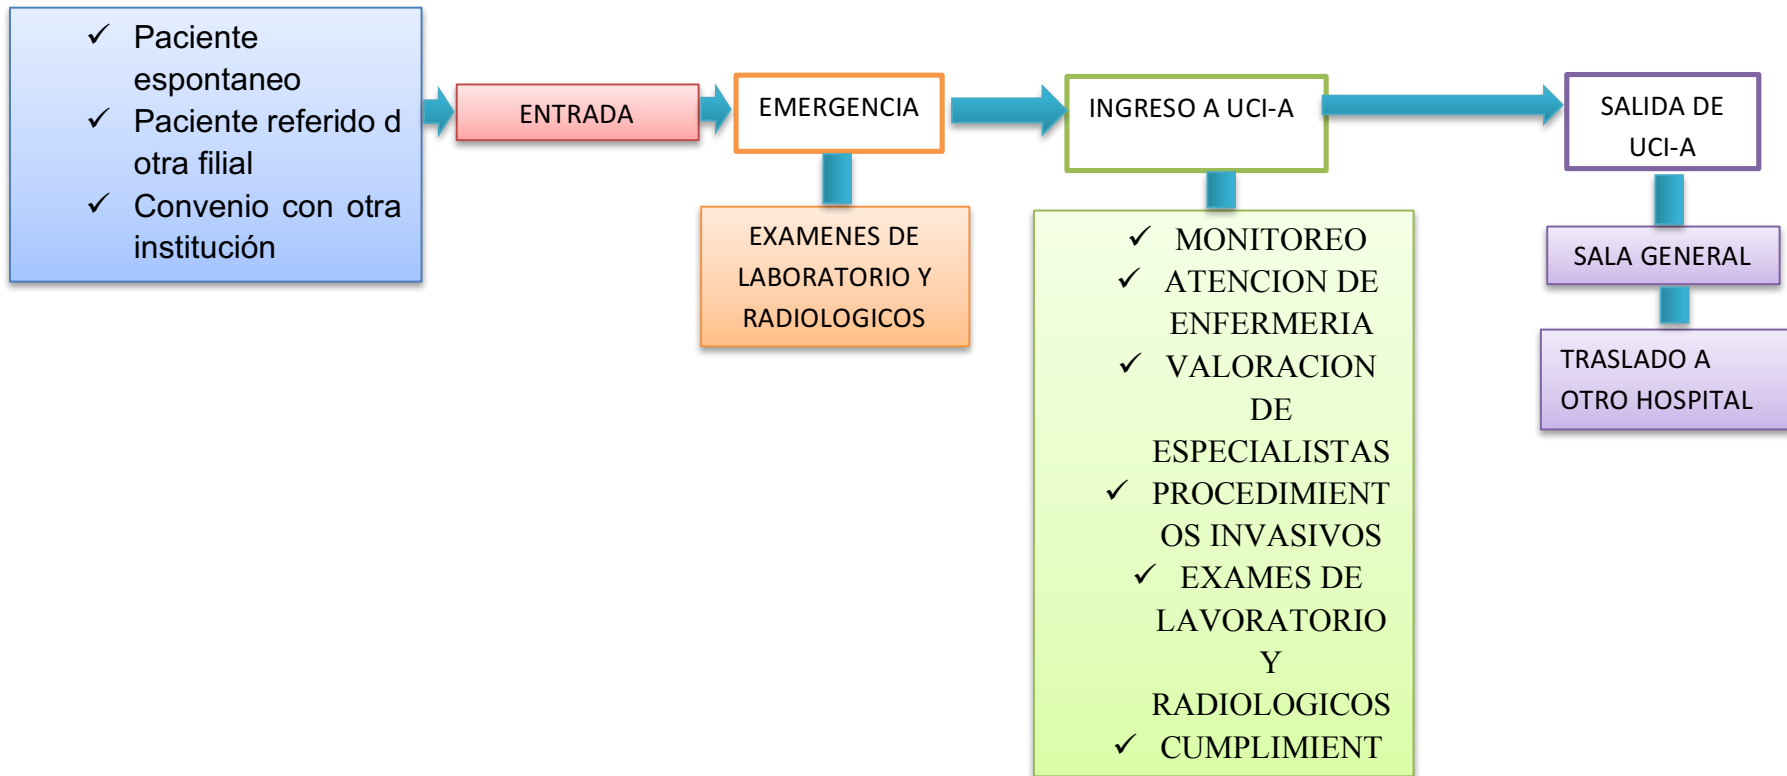 ✓ Paciente
espontaneo
✓ Paciente referido d
otra filial
✓ Convenio con otra
institución
ENTRADA
EMERGENCIA
EXAMENES DE
LABORATORIO Y
RADIOLOGICOS
INGRESO A UCI-A
✓ MONITOREO
✓ ATENCION DE
ENFERMERIA
✓ VALORACION
DE
ESPECIALISTAS
✓ PROCEDIMIENT
OS INVASIVOS
✓ EXAMES DE
LAVORATORIO
Y
RADIOLOGICOS
✓ CUMPLIMIENT
SALIDA DE
UCI-A
SALA GENERAL
TRASLADO A
OTRO HOSPITAL